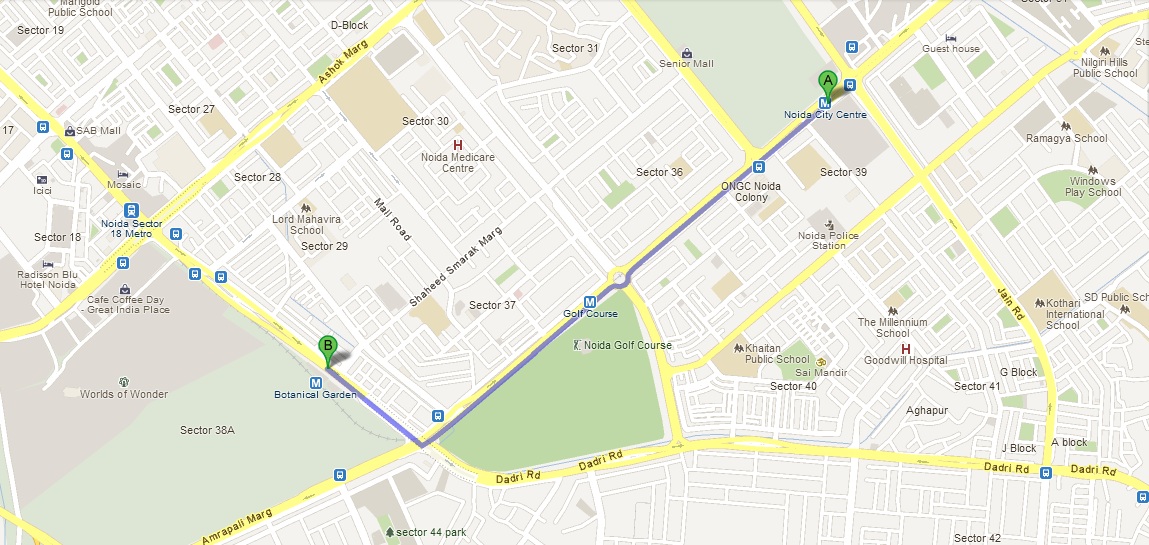 Marigold
Public School
Sector 19
D-Block
Ashok Marg
Sector 31
Senior Mall
Guest house
Nilgiri Hills
Public School
A
M
Noida City Centre
Sector 27
17
SAB Mall
Sector 30
H
Noida Medicare
Centre
Ramagya School
Icici
Mosaic
Sector 28
Sector 36
ONGC Noida
Colony
Sector 39
Windows
Play School
Noida Sector
18 Metro
Lord Mahavira
School
Mall Road
Noida Police
Station
Sector 18
Sector 29
Shaheed Smarak Marg
Radisson Blu
Hotel Noida
Cafe Coffee Day
- Great India Place
Sector 37
M
Golf Course
Jain Rd
Kothari
International
School
SD Public Sch
The Millennium
School
Noida Golf Course
Khaitan
Public School
Sai Mandir
H
Goodwill Hospital
B
M
Botanical Garden
Worlds of Wonder
Sector 40
Sector 41
G Block
Aghapur
Sector 38A
J Block
A block
Dadri Rd
Dadri Rd
Dadri Rd
Dadri Rd
Amrapali Marg
sector 44 park
Sector 42